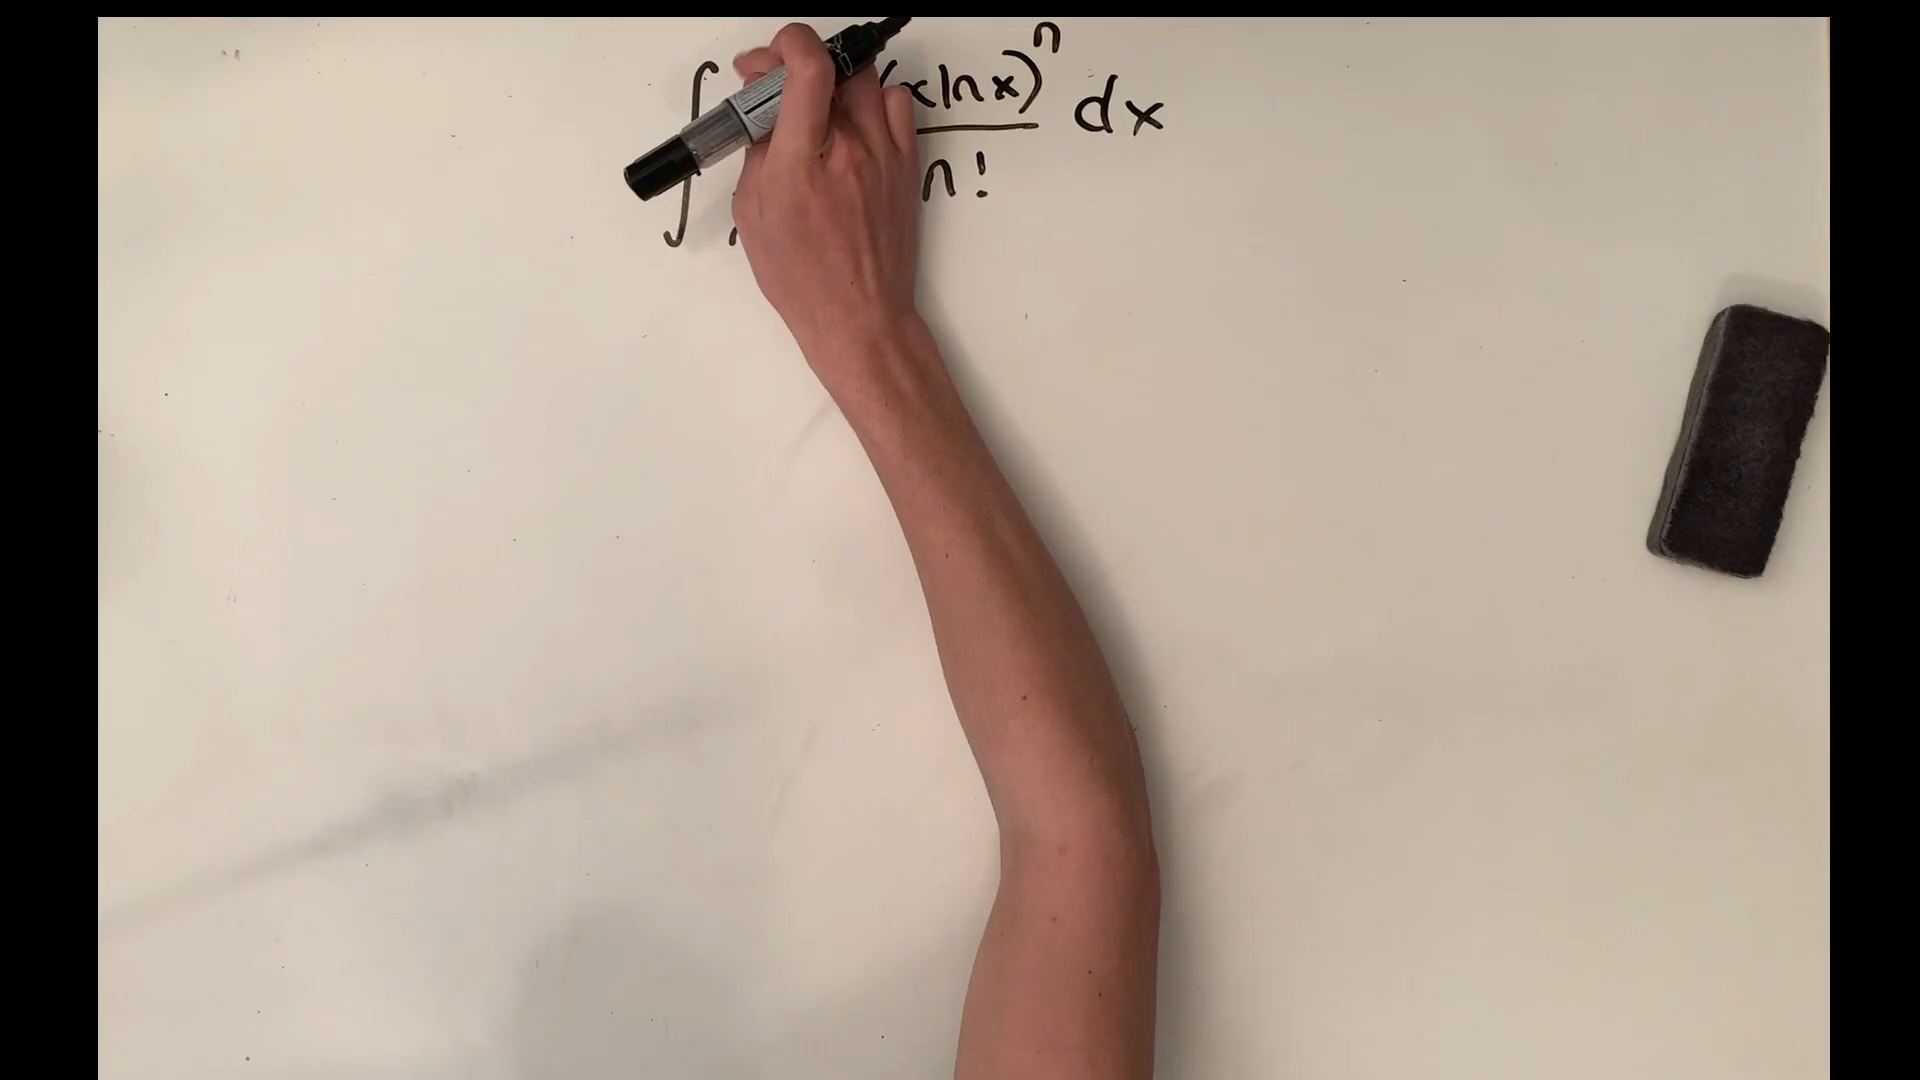 ∫ (x ln x)^n dx
n!